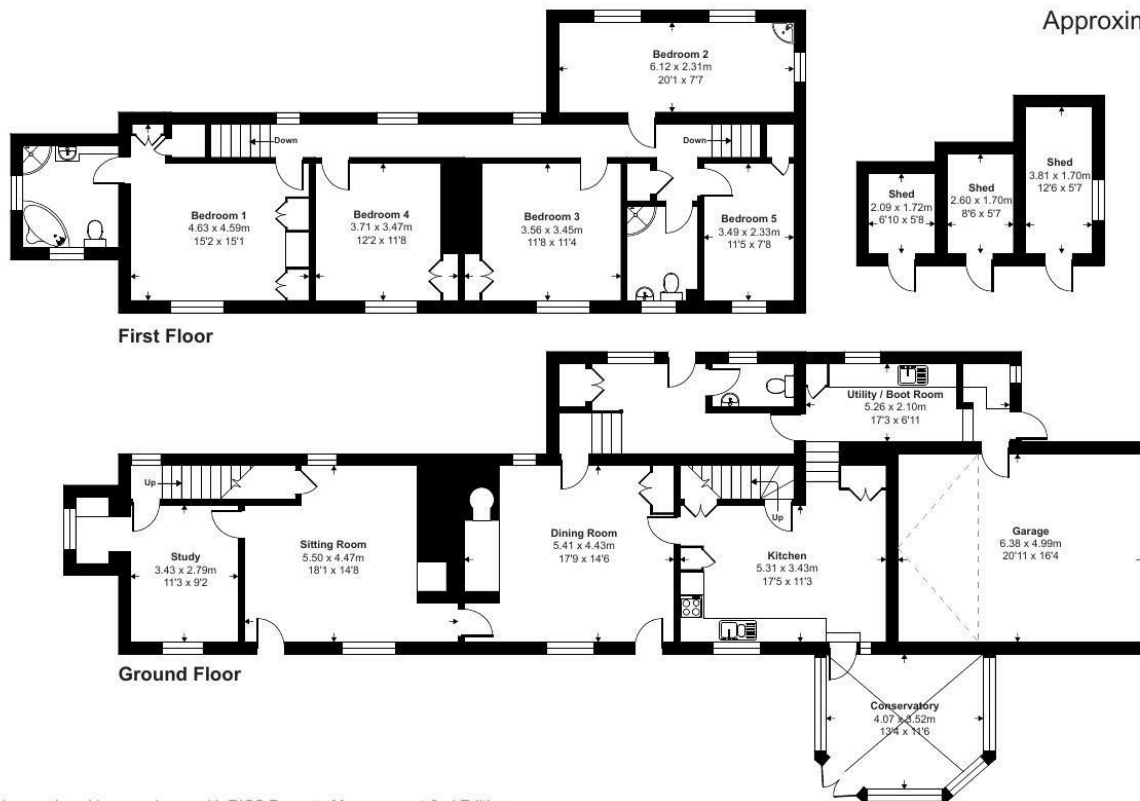 Approxim
Bedroom 2
6.12 x 2.31m
20'1 x 7'7
Down
Down
Bedroom 1
4.63 x 4.59m
15'2 x 15'1
Bedroom 4
3.71 x 3.47m
12'2 x 11'8
Bedroom 3
3.56 x 3.45m
11'8 x 11'4
Bedroom 5
3.49 x 2.33m
11'5 x 7'8
Shed
2.09 x 1.72m
6'10 x 5'8
Shed
2.60 x 1.70m
8'6 x 5'7
Shed
3.81 x 1.70m
12'6 x 5'7
First Floor
Utility / Boot Room
5.26 x 2.10m
17'3 x 6'11
Up
Up
Study
3.43 x 2.79m
11'3 x 9'2
Sitting Room
5.50 x 4.47m
18'1 x 14'8
Dining Room
5.41 x 4.43m
17'9 x 14'6
Kitchen
5.31 x 3.43m
17'5 x 11'3
Garage
6.38 x 4.99m
20'11 x 16'4
Ground Floor
Conservatory
4.07 x 3.52m
13'4 x 11'6